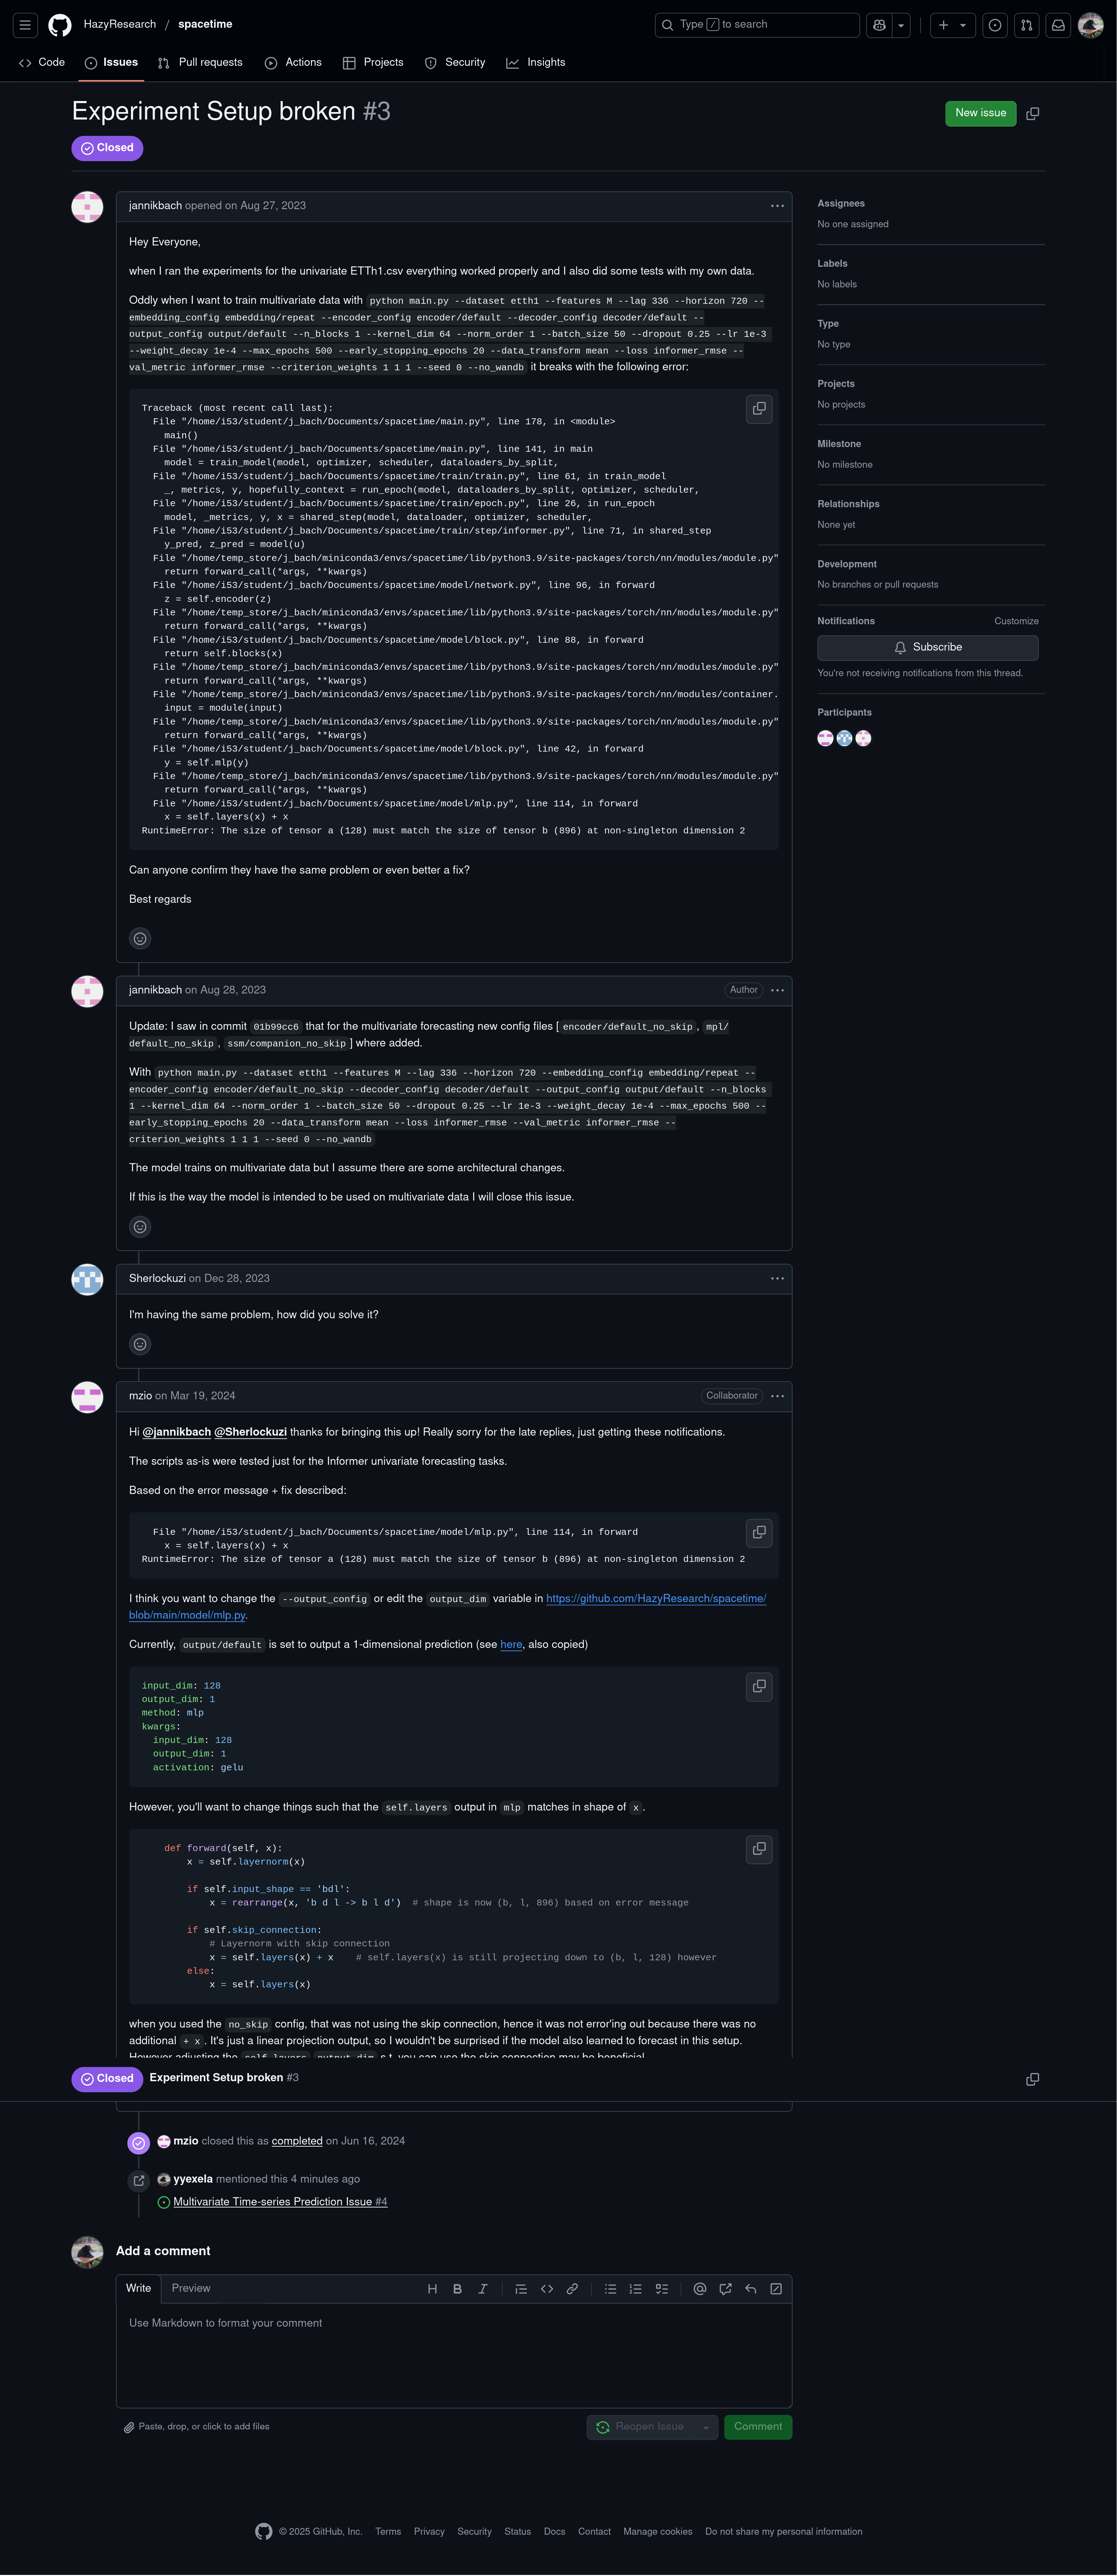 HazyResearch / spacetime
Type / to search
Code
Issues
Pull requests
Actions
Projects
Security
Insights
Experiment Setup broken #3
New issue
Closed
jannikbach opened on Aug 27, 2023
Hey Everyone,
when I ran the experiments for the univariate ETTh1.csv everything worked properly and I also did some tests with my own data.
Oddly when I want to train multivariate data with python main.py --dataset etth1 --features M --lag 336 --horizon 720 --
embedding_config embedding/repeat --encoder_config encoder/default --decoder_config decoder/default --
output_config output/default --n_blocks 1 --kernel_dim 64 --norm_order 1 --batch_size 50 --dropout 0.25 --lr 1e-3
--weight_decay 1e-4 --max_epochs 500 --early_stopping_epochs 20 --data_transform mean --loss informer_rmse --
val_metric informer_rmse --criterion_weights 1 1 1 --seed 0 --no_wandb it breaks with the following error:
Traceback (most recent call last):
File "/home/i53/student/j_bach/Documents/spacetime/main.py", line 178, in <module>
main()
File "/home/i53/student/j_bach/Documents/spacetime/main.py", line 141, in main
model = train_model(model, optimizer, scheduler, dataloaders_by_split,
File "/home/i53/student/j_bach/Documents/spacetime/train/train.py", line 61, in train_model
_, metrics, y, hopefully_context = run_epoch(model, dataloaders_by_split, optimizer, scheduler,
File "/home/i53/student/j_bach/Documents/spacetime/train/epoch.py", line 26, in run_epoch
model, _metrics, y, x = shared_step(model, dataloader, optimizer, scheduler,
File "/home/i53/student/j_bach/Documents/spacetime/train/step/informer.py", line 71, in shared_step
y_pred, z_pred = model(u)
File "/home/temp_store/j_bach/miniconda3/envs/spacetime/lib/python3.9/site-packages/torch/nn/modules/module.py"
return forward_call(*args, **kwargs)
File "/home/i53/student/j_bach/Documents/spacetime/model/network.py", line 96, in forward
z = self.encoder(z)
File "/home/temp_store/j_bach/miniconda3/envs/spacetime/lib/python3.9/site-packages/torch/nn/modules/module.py"
return forward_call(*args, **kwargs)
File "/home/i53/student/j_bach/Documents/spacetime/model/block.py", line 88, in forward
return self.blocks(x)
File "/home/temp_store/j_bach/miniconda3/envs/spacetime/lib/python3.9/site-packages/torch/nn/modules/module.py"
return forward_call(*args, **kwargs)
File "/home/temp_store/j_bach/miniconda3/envs/spacetime/lib/python3.9/site-packages/torch/nn/modules/container.
input = module(input)
File "/home/temp_store/j_bach/miniconda3/envs/spacetime/lib/python3.9/site-packages/torch/nn/modules/module.py"
return forward_call(*args, **kwargs)
File "/home/i53/student/j_bach/Documents/spacetime/model/block.py", line 42, in forward
y = self.mlp(y)
File "/home/temp_store/j_bach/miniconda3/envs/spacetime/lib/python3.9/site-packages/torch/nn/modules/module.py"
return forward_call(*args, **kwargs)
File "/home/i53/student/j_bach/Documents/spacetime/model/mlp.py", line 114, in forward
x = self.layers(x) + x
RuntimeError: The size of tensor a (128) must match the size of tensor b (896) at non-singleton dimension 2
Can anyone confirm they have the same problem or even better a fix?
Best regards
jannikbach on Aug 28, 2023
Author
Update: I saw in commit 01b99cc6 that for the multivariate forecasting new config files [ encoder/default_no_skip , mpl/
default_no_skip , ssm/companion_no_skip ] where added.
With python main.py --dataset etth1 --features M --lag 336 --horizon 720 --embedding_config embedding/repeat --
encoder_config encoder/default_no_skip --decoder_config decoder/default --output_config output/default --n_blocks
1 --kernel_dim 64 --norm_order 1 --batch_size 50 --dropout 0.25 --lr 1e-3 --weight_decay 1e-4 --max_epochs 500 --
early_stopping_epochs 20 --data_transform mean --loss informer_rmse --val_metric informer_rmse --
criterion_weights 1 1 1 --seed 0 --no_wandb
The model trains on multivariate data but I assume there are some architectural changes.
If this is the way the model is intended to be used on multivariate data I will close this issue.
Sherlockuzi on Dec 28, 2023
I'm having the same problem, how did you solve it?
mzio on Mar 19, 2024
Collaborator
Hi @jannikbach @Sherlockuzi thanks for bringing this up! Really sorry for the late replies, just getting these notifications.
The scripts as-is were tested just for the Informer univariate forecasting tasks.
Based on the error message + fix described:
File "/home/i53/student/j_bach/Documents/spacetime/model/mlp.py", line 114, in forward
x = self.layers(x) + x
RuntimeError: The size of tensor a (128) must match the size of tensor b (896) at non-singleton dimension 2
I think you want to change the --output_config or edit the output_dim variable in https://github.com/HazyResearch/spacetime/
blob/main/model/mlp.py.
Currently, output/default is set to output a 1-dimensional prediction (see here, also copied)
input_dim: 128
output_dim: 1
method: mlp
kwargs:
input_dim: 128
output_dim: 1
activation: gelu
However, you'll want to change things such that the self.layers output in mlp matches in shape of x .
def forward(self, x):
x = self.layernorm(x)
if self.input_shape == 'bdl':
x = rearrange(x, 'b d l -> b l d') # shape is now (b, l, 896) based on error message
if self.skip_connection:
# Layernorm with skip connection
x = self.layers(x) + x # self.layers(x) is still projecting down to (b, l, 128) however
else:
x = self.layers(x)
when you used the no_skip config, that was not using the skip connection, hence it was not error'ing out because there was no
additional + x . It's just a linear projection output, so I wouldn't be surprised if the model also learned to forecast in this setup.
However adjusting the self.layers output_dim s.t. you can use the skip connection may be beneficial.
Closed
Experiment Setup broken #3
mzio closed this as completed on Jun 16, 2024
yyexela mentioned this 4 minutes ago
Multivariate Time-series Prediction Issue #4
Add a comment
Write
Preview
Use Markdown to format your comment
Paste, drop, or click to add files
Reopen Issue
Comment
Assignees
No one assigned
Labels
No labels
Type
No type
Projects
No projects
Milestone
No milestone
Relationships
None yet
Development
No branches or pull requests
Notifications
Customize
Subscribe
You're not receiving notifications from this thread.
Participants
© 2025 GitHub, Inc.
Terms
Privacy
Security
Status
Docs
Contact
Manage cookies
Do not share my personal information